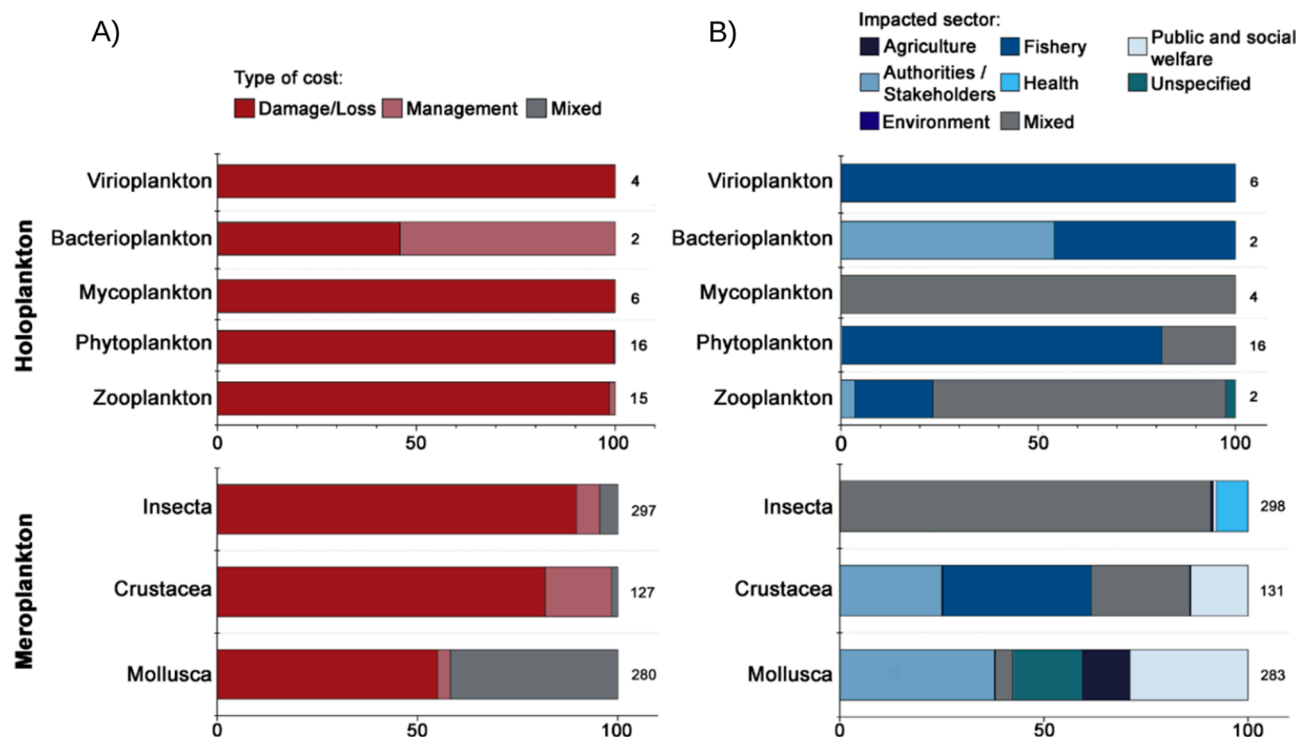 A)
Type of cost:
Damage/Loss Management Mixed
Holoplankton
Virioplankton 4
Bacterioplankton 2
Mycoplankton 6
Phytoplankton 16
Zooplankton 15
0 50 100
Meroplankton
Insecta 297
Crustacea 127
Mollusca 280
0 50 100
B)
Impacted sector:
Agriculture Fishery Public and social
welfare
Authorities /
Stakeholders Health Unspecified
Environment Mixed
Virioplankton 6
Bacterioplankton 2
Mycoplankton 4
Phytoplankton 16
Zooplankton 2
0 50 100
Insecta 298
Crustacea 131
Mollusca 283
0 50 100